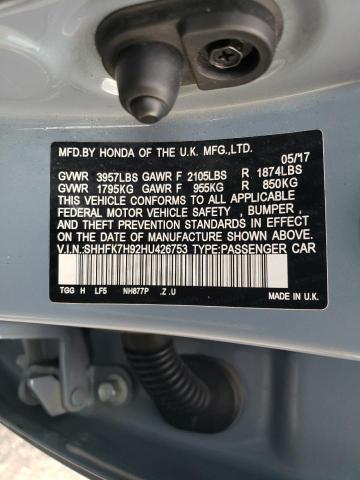 MFD.BY HONDA OF THE U.K. MFG.,LTD. 05/17
GVWR 3957LBS GAWR F 2105LBS R 1874LBS
GVWR 1795KG GAWR F 955KG R 850KG
THIS VEHICLE CONFORMS TO ALL APPLICABLE
FEDERAL MOTOR VEHICLE SAFETY , BUMPER ,
AND THEFT PREVENTION STANDARDS IN EFFECT
ON THE DATE OF MANUFACTURE SHOWN ABOVE.
V.I.N.:SHHFK7H92HU426753 TYPE:PASSENGER CAR
TGG H LF5 NH877P .Z .U MADE IN U.K.